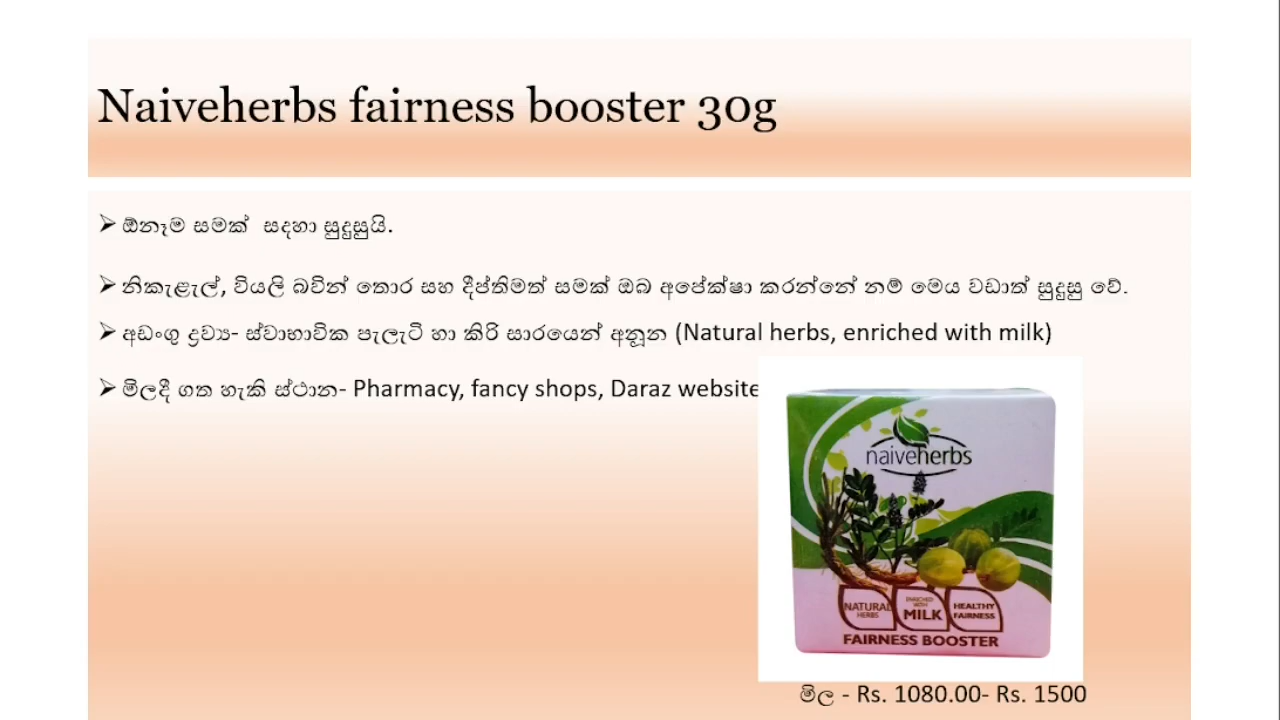 Naiveherbs fairness booster 30g
➢ ඕනෑම සමක් සදහා සුදුසුයි.
➢ නිකැළැල්, වියලි බවින් තොර සහ දීප්තිමත් සමක් ඔබ අපේක්ෂා කරන්නේ නම් මෙය වඩාත් සුදුසු වේ.
➢ අඩංගු ද්‍රව්‍ය- ස්වාභාවික පැලැටි හා කිරි සාරයෙන් අනූන (Natural herbs, enriched with milk)
➢ මිලදී ගත හැකි ස්ථාන- Pharmacy, fancy shops, Daraz website
naiveherbs
NATURAL
HERBS
ENRICHED
WITH
MILK
HEALTHY
FAIRNESS
FAIRNESS BOOSTER
මිල - Rs. 1080.00- Rs. 1500